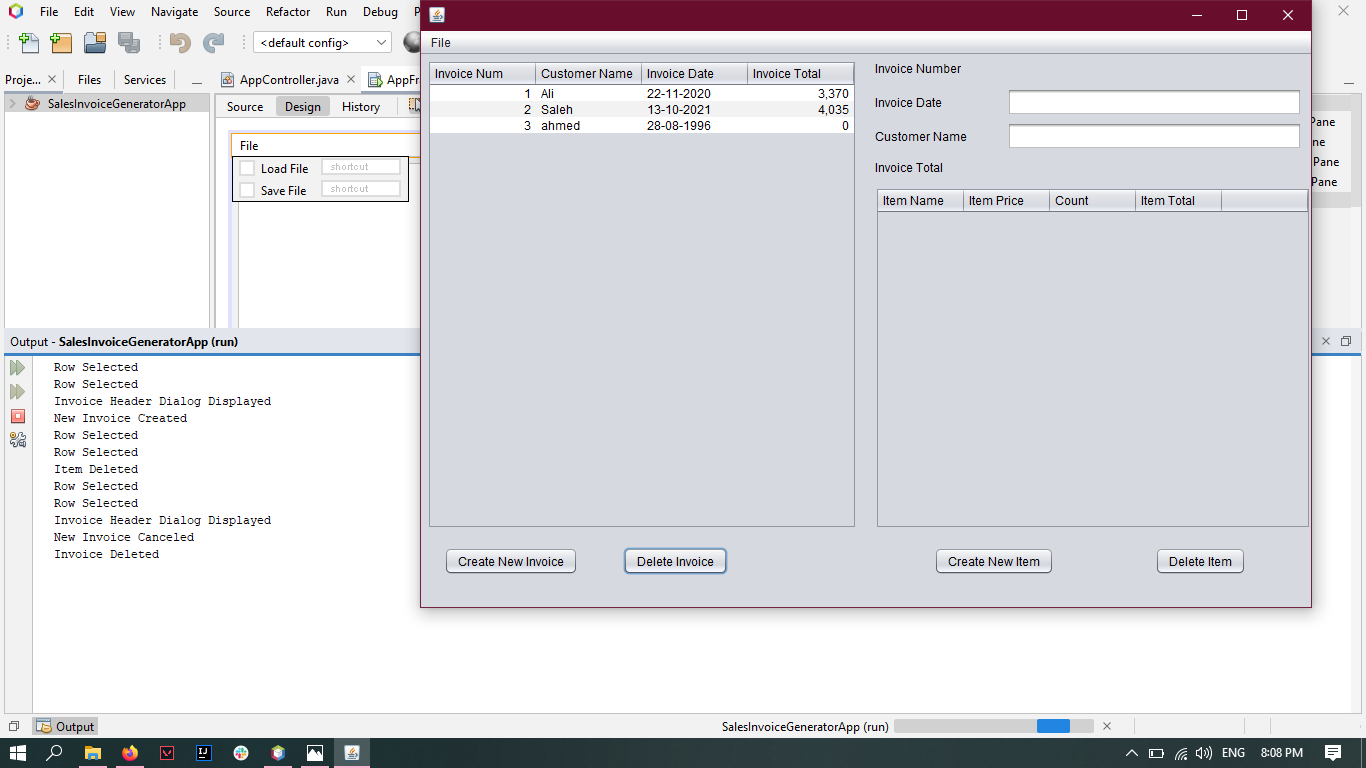 File Edit View Navigate Source Refactor Run Debug
<default config>
Proje... Files Services AppController.java AppFr
SalesInvoiceGeneratorApp
Source Design History
File
Load File shortcut
Save File shortcut
Pane
ne
Pane
Pane
File
Invoice Num Customer Name Invoice Date Invoice Total
1 Ali 22-11-2020 3,370
2 Saleh 13-10-2021 4,035
3 ahmed 28-08-1996 0
Invoice Number
Invoice Date
Customer Name
Invoice Total
Item Name Item Price Count Item Total
Create New Invoice Delete Invoice Create New Item Delete Item
Output - SalesInvoiceGeneratorApp (run)
Row Selected
Row Selected
Invoice Header Dialog Displayed
New Invoice Created
Row Selected
Row Selected
Item Deleted
Row Selected
Row Selected
Invoice Header Dialog Displayed
New Invoice Canceled
Invoice Deleted
Output SalesInvoiceGeneratorApp (run)
ENG 8:08 PM